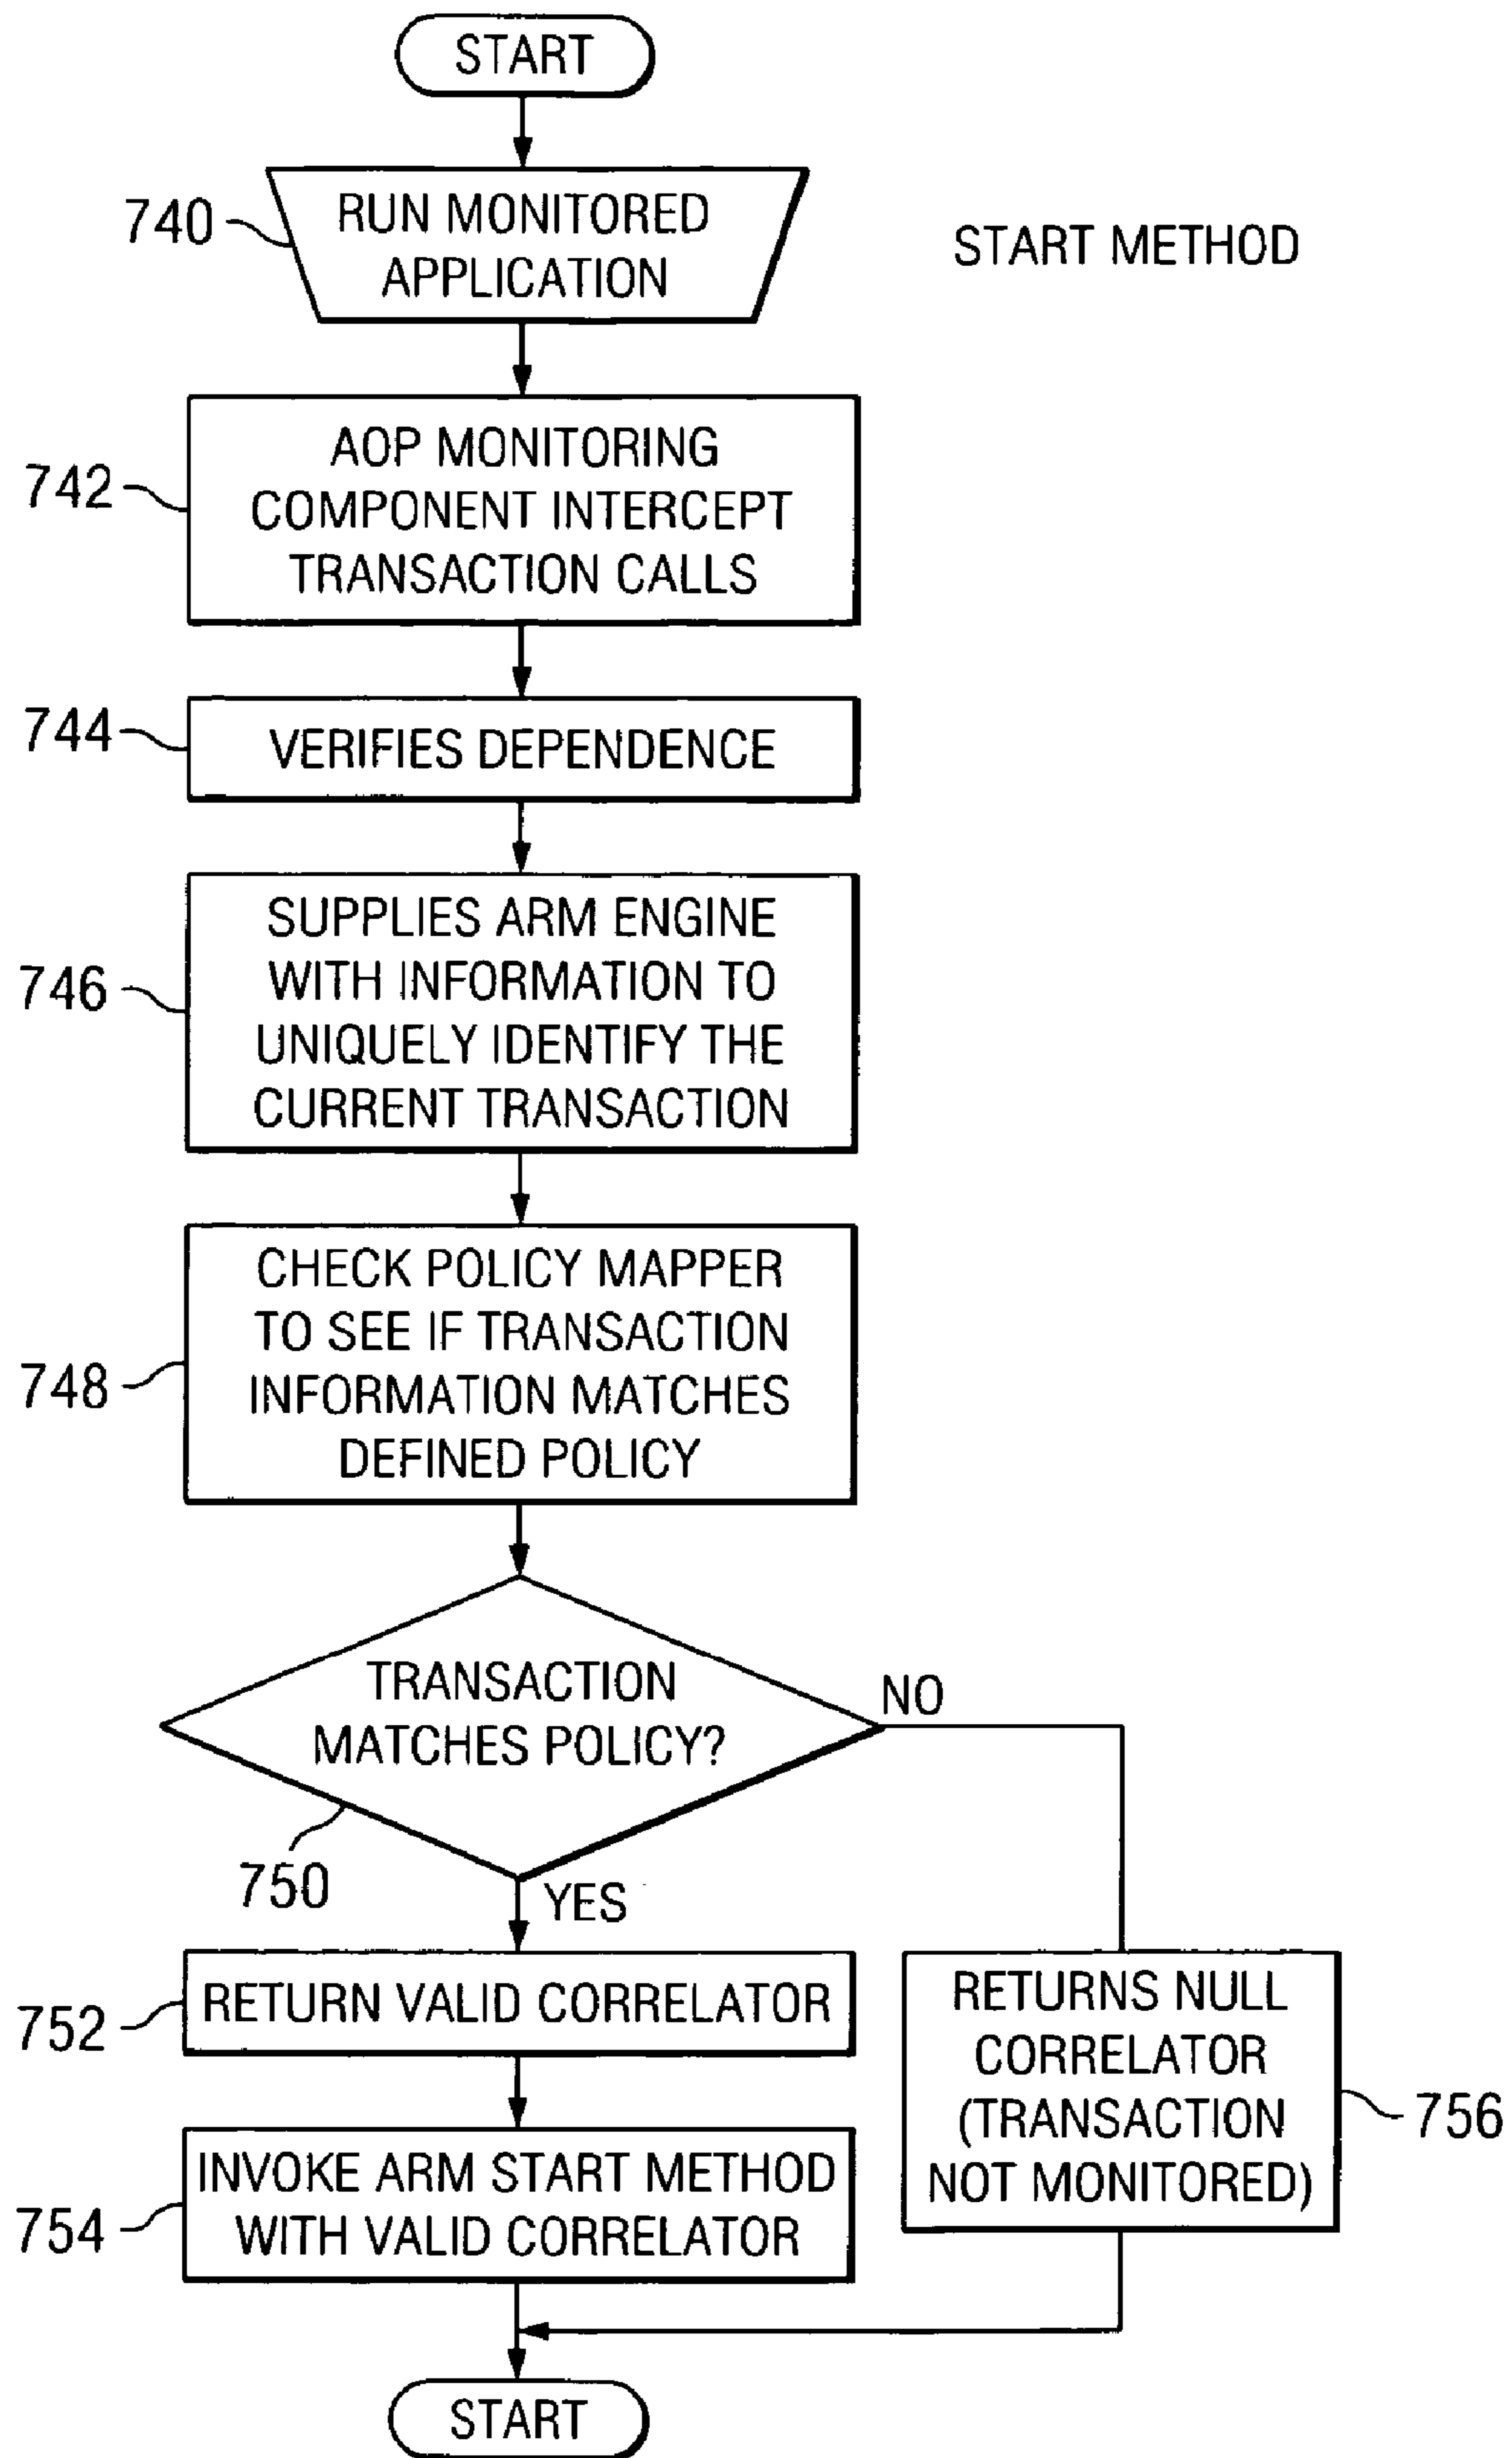 START
740
RUN MONITORED
APPLICATION
START METHOD
742
AOP MONITORING
COMPONENT INTERCEPT
TRANSACTION CALLS
744
VERIFIES DEPENDENCE
746
SUPPLIES ARM ENGINE
WITH INFORMATION TO
UNIQUELY IDENTIFY THE
CURRENT TRANSACTION
748
CHECK POLICY MAPPER
TO SEE IF TRANSACTION
INFORMATION MATCHES
DEFINED POLICY
TRANSACTION
MATCHES POLICY?
NO
750
YES
752
RETURN VALID CORRELATOR
754
INVOKE ARM START METHOD
WITH VALID CORRELATOR
RETURNS NULL
CORRELATOR
(TRANSACTION
NOT MONITORED)
756
START